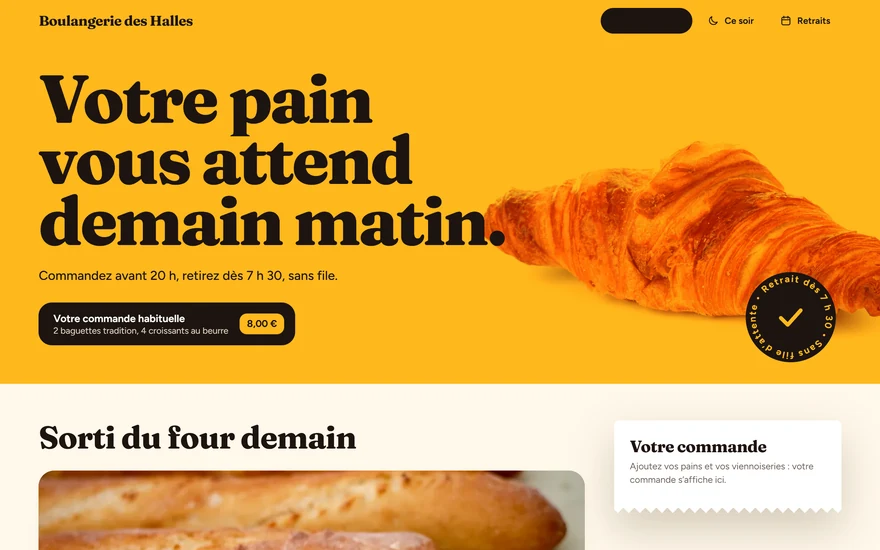 Boulangerie des Halles
Ce soir
Retraits
Votre pain
vous attend
demain matin.
Commandez avant 20 h, retirez dès 7 h 30, sans file.
Votre commande habituelle
2 baguettes tradition, 4 croissants au beurre
8,00 €
Retrait dès 7 h 30 • Sans file d'attente •
Sorti du four demain
Votre commande
Ajoutez vos pains et vos viennoiseries : votre
commande s'affiche ici.